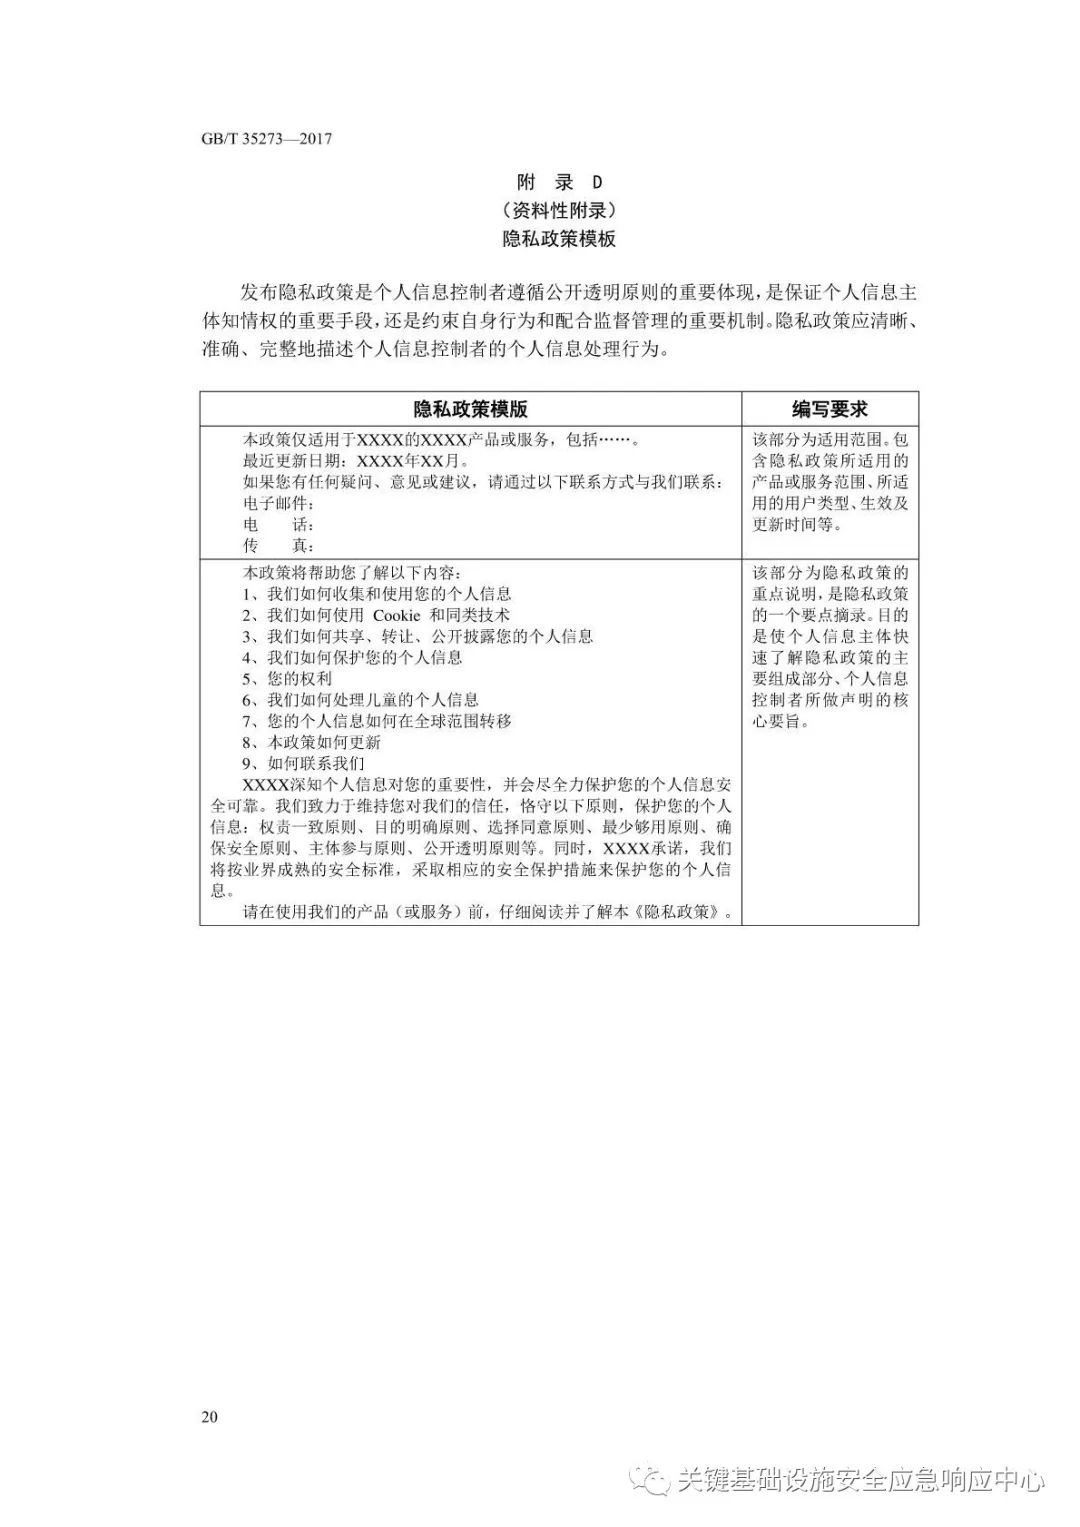 GB/T 35273—2017
附 录 D
（资料性附录）
隐私政策模板
发布隐私政策是个人信息控制者遵循公开透明原则的重要体现，是保证个人信息主
体知情权的重要手段，还是约束自身行为和配合监督管理的重要机制。隐私政策应清晰、
准确、完整地描述个人信息控制者的个人信息处理行为。
隐私政策模版
编写要求
本政策仅适用于XXXX的XXXX产品或服务，包括……。
最近更新日期：XXXX年XX月。
如果您有任何疑问、意见或建议，请通过以下联系方式与我们联系：
电子邮件：
电 话：
传 真：
该部分为适用范围。包
含隐私政策所适用的
产品或服务范围、所适
用的用户类型、生效及
更新时间等。
本政策将帮助您了解以下内容：
1、我们如何收集和使用您的个人信息
2、我们如何使用 Cookie 和同类技术
3、我们如何共享、转让、公开披露您的个人信息
4、我们如何保护您的个人信息
5、您的权利
6、我们如何处理儿童的个人信息
7、您的个人信息如何在全球范围转移
8、本政策如何更新
9、如何联系我们
XXXX深知个人信息对您的重要性，并会尽全力保护您的个人信息安
全可靠。我们致力于维持您对我们的信任，恪守以下原则，保护您的个人
信息：权责一致原则、目的明确原则、选择同意原则、最少够用原则、确
保安全原则、主体参与原则、公开透明原则等。同时，XXXX承诺，我们
将按业界成熟的安全标准，采取相应的安全保护措施来保护您的个人信
息。
请在使用我们的产品（或服务）前，仔细阅读并了解本《隐私政策》。
该部分为隐私政策的
重点说明，是隐私政策
的一个要点摘录。目的
是使个人信息主体快
速了解隐私政策的主
要组成部分、个人信息
控制者所做声明的核
心要旨。
20
关键基础设施安全应急响应中心